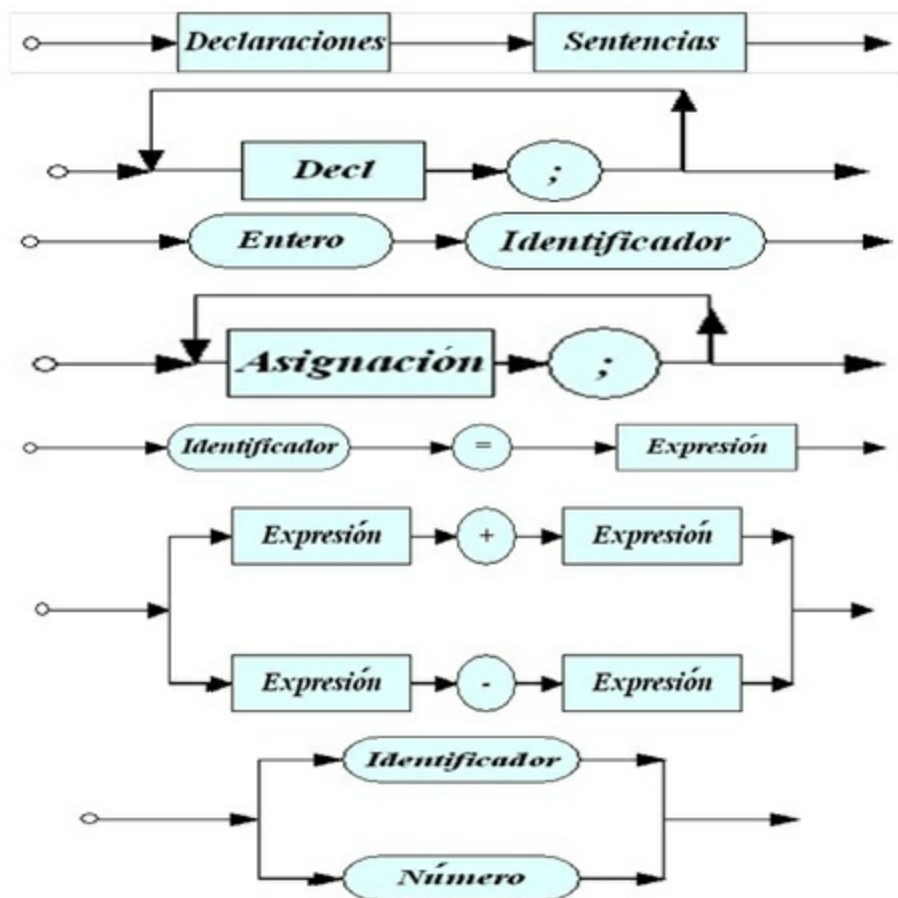 Declaraciones Sentencias
Decl ;
Entero Identificador
Asignación ;
Identificador = Expresión
Expresión + Expresión
Expresión - Expresión
Identificador
Número